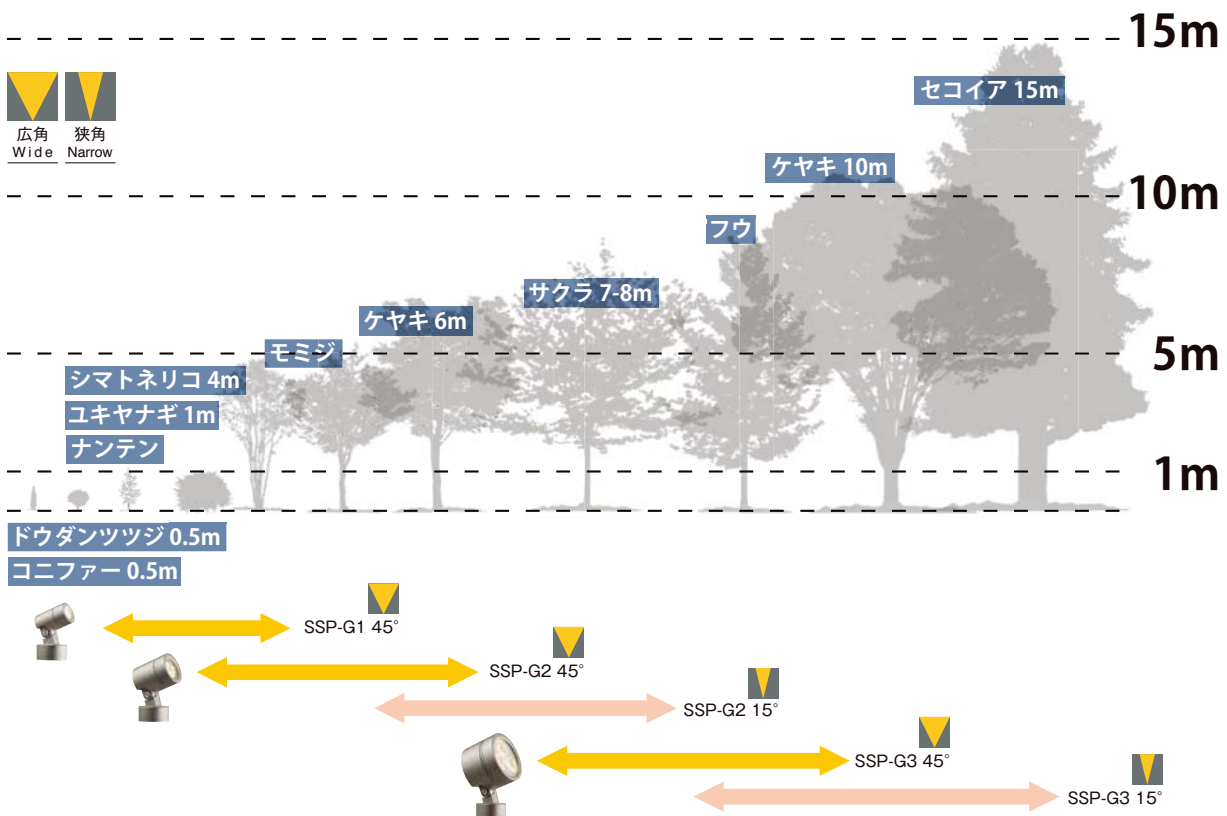 15m
セコイア 15m
広角 狭角
Wide Narrow
ケヤキ 10m
10m
フウ
サクラ 7-8m
ケヤキ 6m
モミジ
5m
シマトネリコ 4m
ユキヤナギ 1m
ナンテン
1m
ドウダンツツジ 0.5m
コニファー 0.5m
SSP-G1 45°
SSP-G2 45°
SSP-G2 15°
SSP-G3 45°
SSP-G3 15°